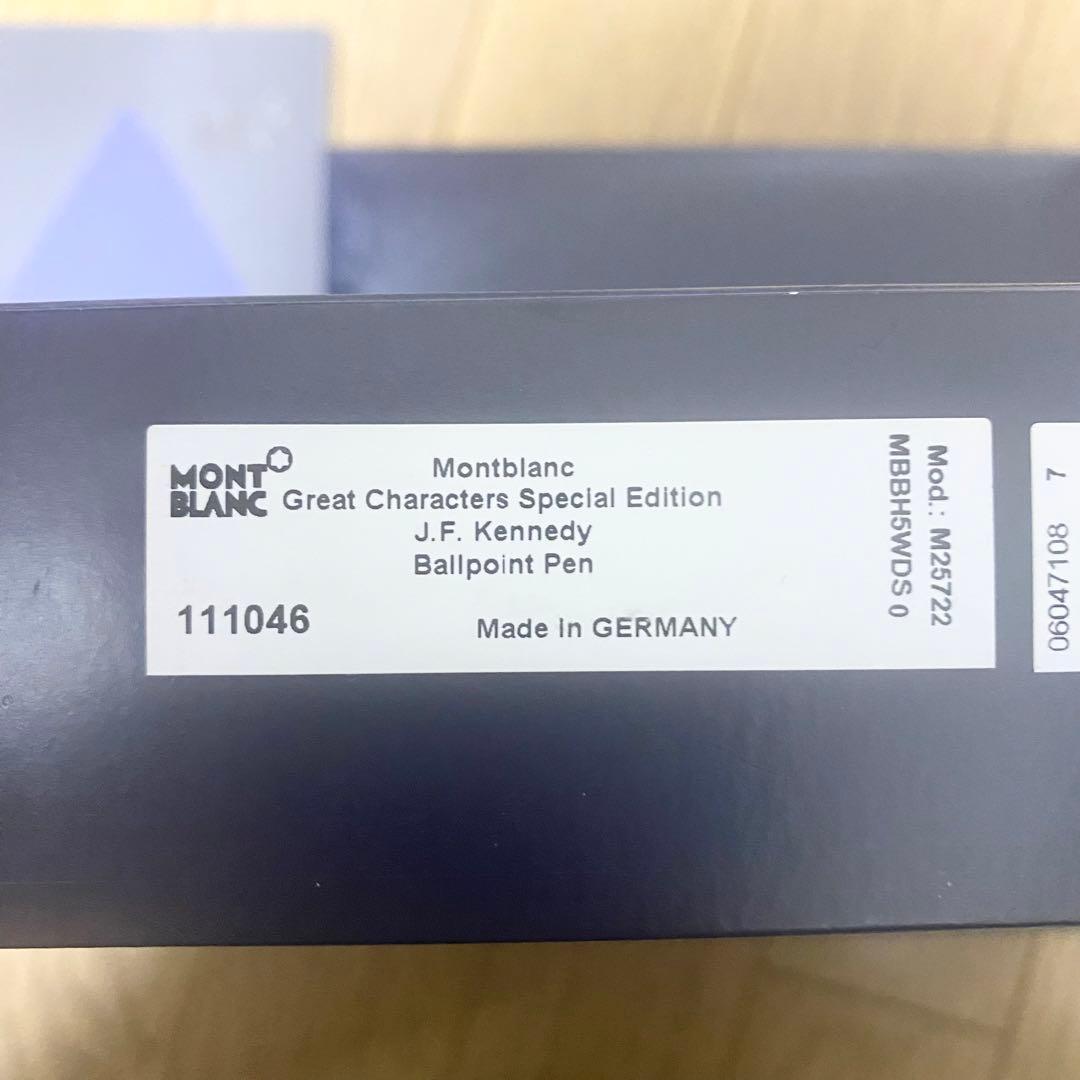 MONT
BLANC
Montblanc
Great Characters Special Edition
J.F. Kennedy
Ballpoint Pen
111046
Made in GERMANY
Mod.: M25722
MBBH5WDS 0
06047108 7